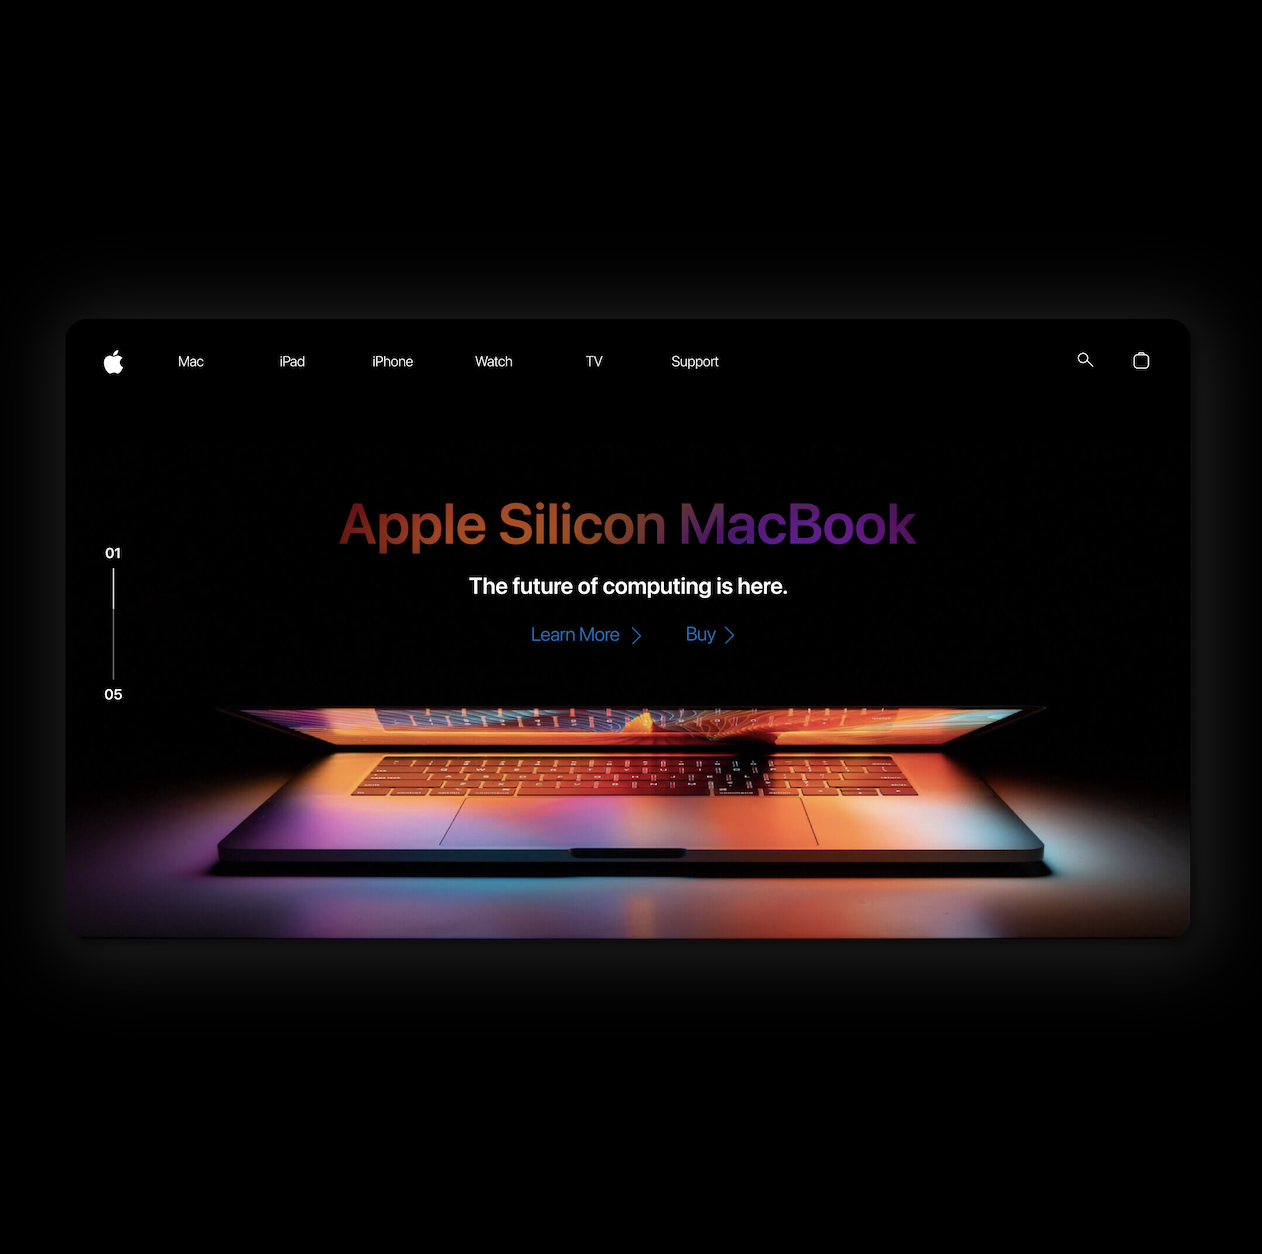 Mac iPad iPhone Watch TV Support
Apple Silicon MacBook
01
The future of computing is here.
Learn More Buy
05